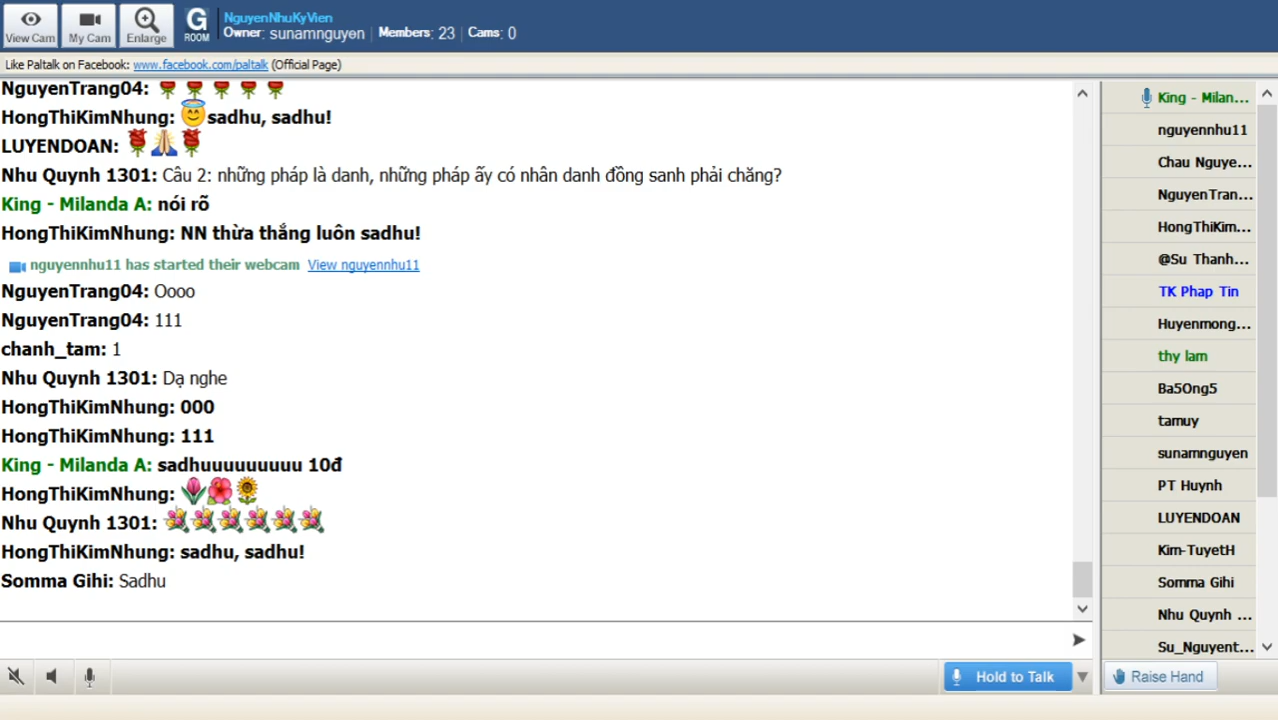 View Cam
My Cam
Enlarge
G
ROOM
NguyenNhuKyVien
Owner: sunamnguyen | Members: 23 | Cams: 0
Like Paltalk on Facebook: www.facebook.com/paltalk (Official Page)
NguyenTrang04:
HongThiKimNhung: sadhu, sadhu!
LUYENDOAN:
Nhu Quynh 1301: Câu 2: những pháp là danh, những pháp ấy có nhân danh đồng sanh phải chăng?
King - Milanda A: nói rõ
HongThiKimNhung: NN thừa thắng luôn sadhu!
nguyennhu11 has started their webcam View nguyennhu11
NguyenTrang04: Oooo
NguyenTrang04: 111
chanh_tam: 1
Nhu Quynh 1301: Dạ nghe
HongThiKimNhung: 000
HongThiKimNhung: 111
King - Milanda A: sadhuuuuuuuuu 10đ
HongThiKimNhung:
Nhu Quynh 1301:
HongThiKimNhung: sadhu, sadhu!
Somma Gihi: Sadhu
Hold to Talk
King - Milan...
nguyennhu11
Chau Nguye...
NguyenTran...
HongThiKim...
@Su Thanh...
TK Phap Tin
Huyenmong...
thy lam
Ba5Ong5
tamuy
sunamnguyen
PT Huynh
LUYENDOAN
Kim-TuyetH
Somma Gihi
Nhu Quynh ...
Su_Nguyent...
Raise Hand